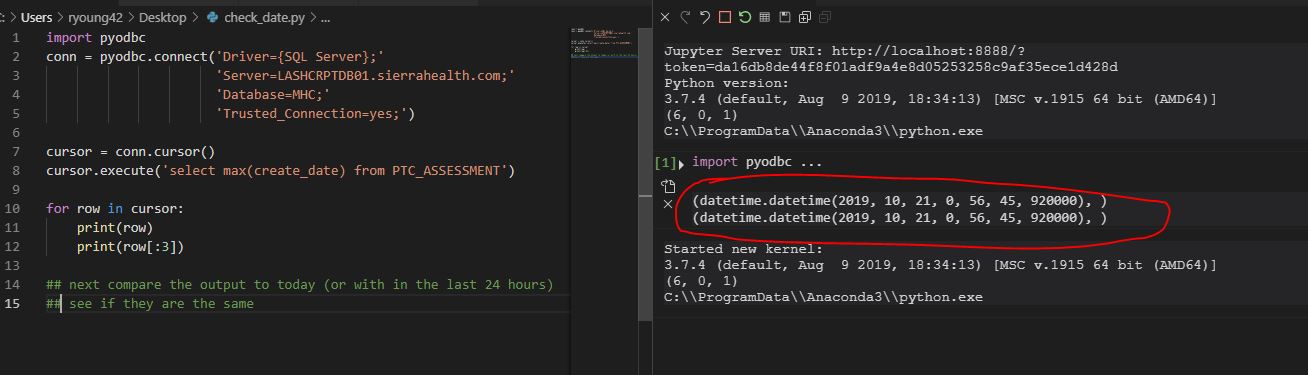 : > Users > ryoung42 > Desktop > check_date.py > ...
1 import pyodbc
2 conn = pyodbc.connect('Driver={SQL Server};'
3 'Server=LASHCRPTDB01.sierrahealth.com;'
4 'Database=MHC;'
5 'Trusted_Connection=yes;')
6
7 cursor = conn.cursor()
8 cursor.execute('select max(create_date) from PTC_ASSESSMENT')
9
10 for row in cursor:
11 print(row)
12 print(row[:3])
13
14 ## next compare the output to today (or with in the last 24 hours)
15 ## see if they are the same
Jupyter Server URI: http://localhost:8888/?
token=da16db8de44f8f01adf9a4e8d05253258c9af35ece1d428d
Python version:
3.7.4 (default, Aug 9 2019, 18:34:13) [MSC v.1915 64 bit (AMD64)]
(6, 0, 1)
C:\\ProgramData\\Anaconda3\\python.exe
[1] import pyodbc ...
(datetime.datetime(2019, 10, 21, 0, 56, 45, 920000), )
(datetime.datetime(2019, 10, 21, 0, 56, 45, 920000), )
Started new kernel:
3.7.4 (default, Aug 9 2019, 18:34:13) [MSC v.1915 64 bit (AMD64)]
(6, 0, 1)
C:\\ProgramData\\Anaconda3\\python.exe